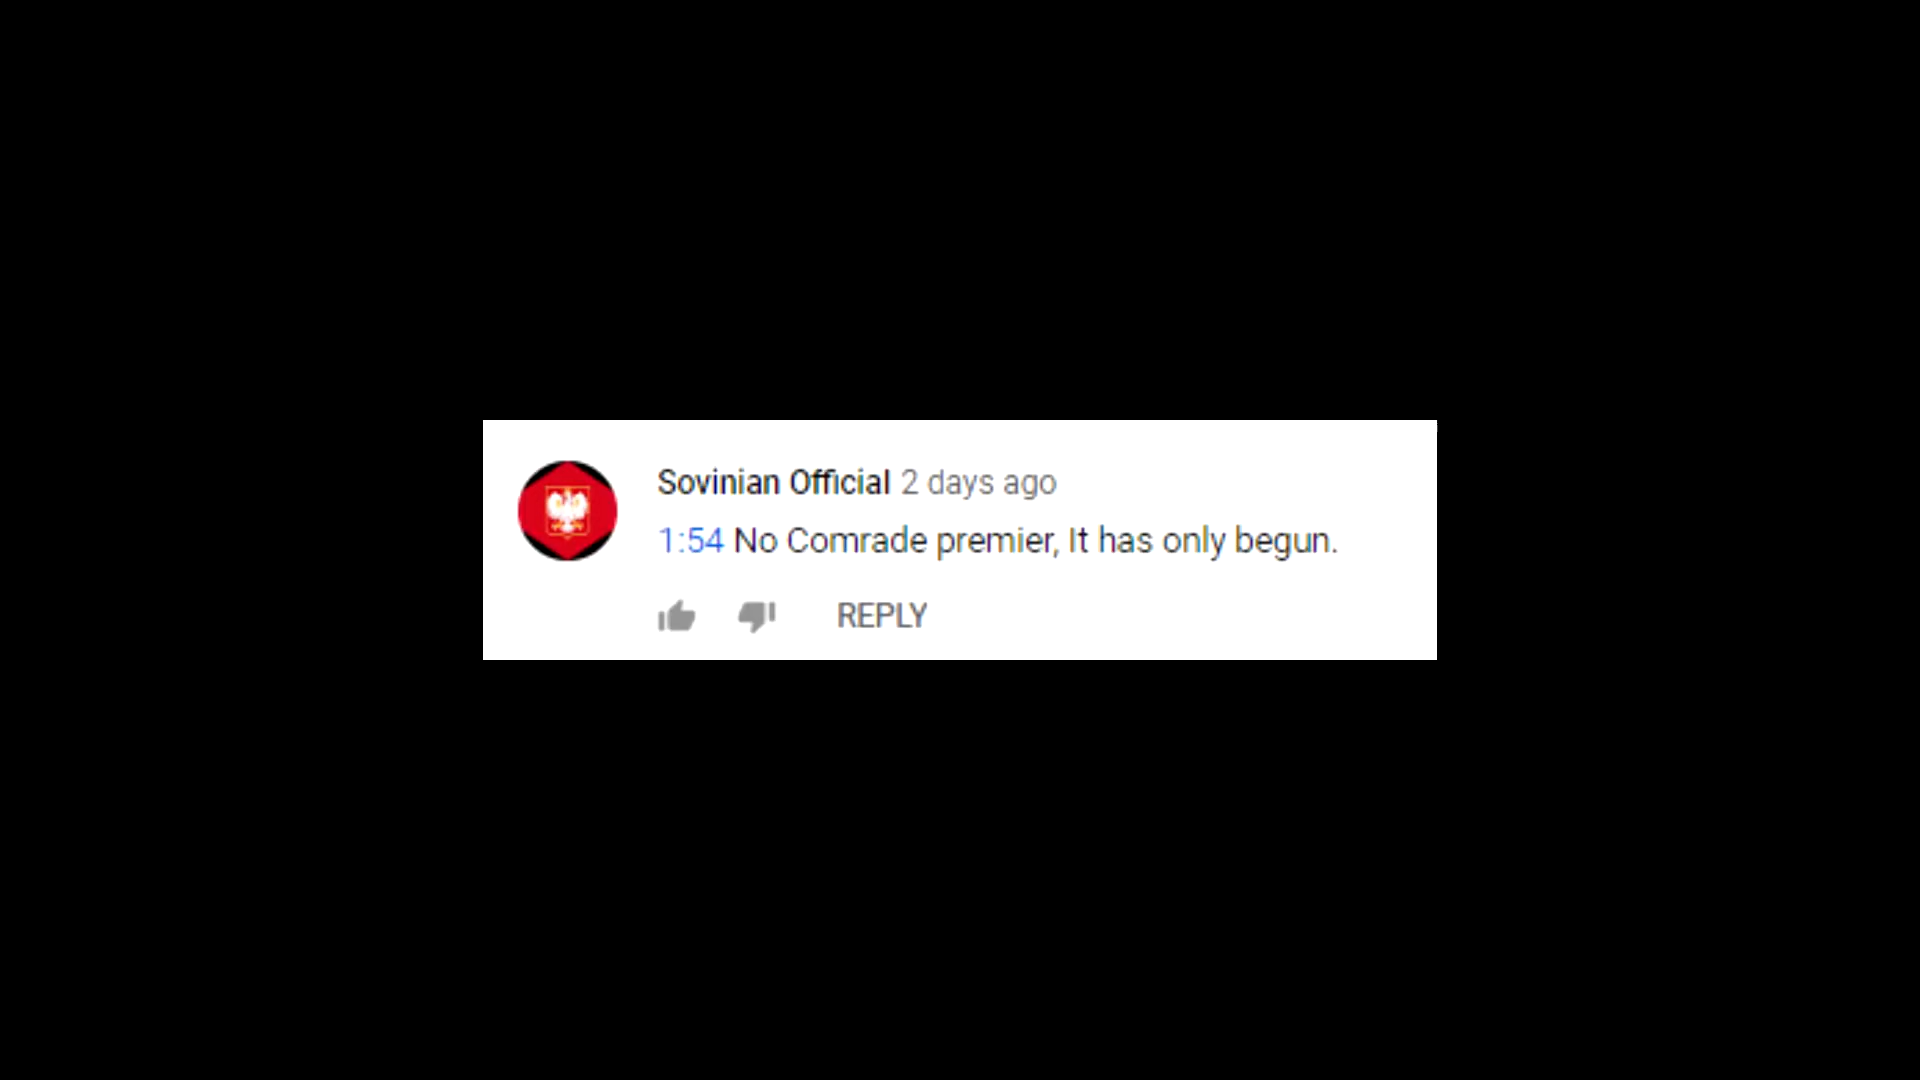 Sovinian Official 2 days ago
1:54 No Comrade premier, It has only begun.
REPLY